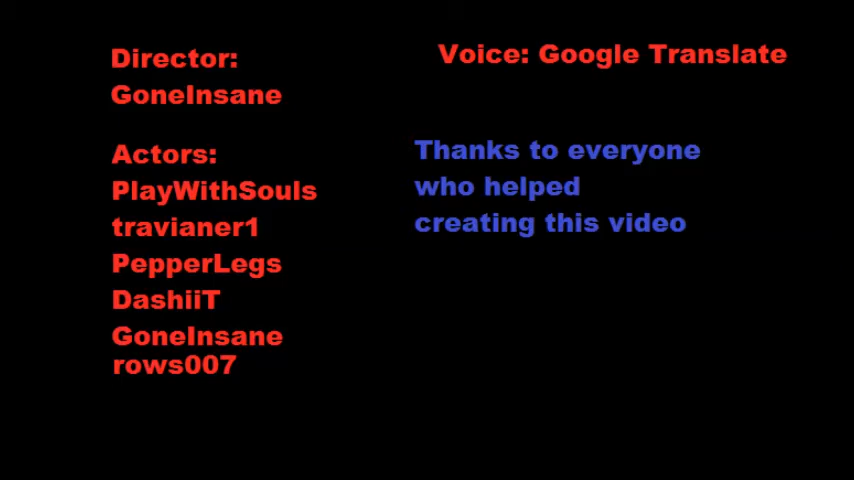 Director:
GoneInsane
Actors:
PlayWithSouls
travianer1
PepperLegs
DashiiT
GoneInsane
rows007
Voice: Google Translate
Thanks to everyone
who helped
creating this video